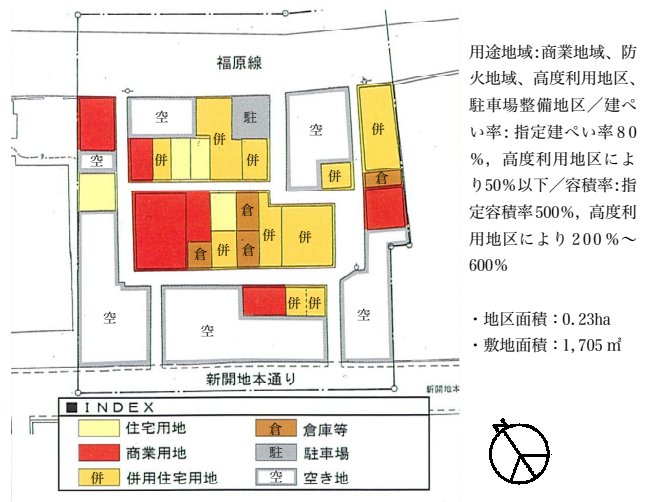 福原線
空
併
駐
空
併
併
併
空
併
倉
倉
併
併
倉
併
倉
空
併
併
空
空
新開地本通り
新開地本
■INDEX
住宅用地
商業用地
併 併用住宅用地
倉 倉庫等
駐 駐車場
空 空き地
用途地域:商業地域、防
火地域、高度利用地区、
駐車場整備地区／建ぺ
い率:指定建ぺい率80
%，高度利用地区によ
り50%以下／容積率:指
定容積率500%，高度利
用地区により200%～
600%
・地区面積：0.23ha
・敷地面積：1,705㎡